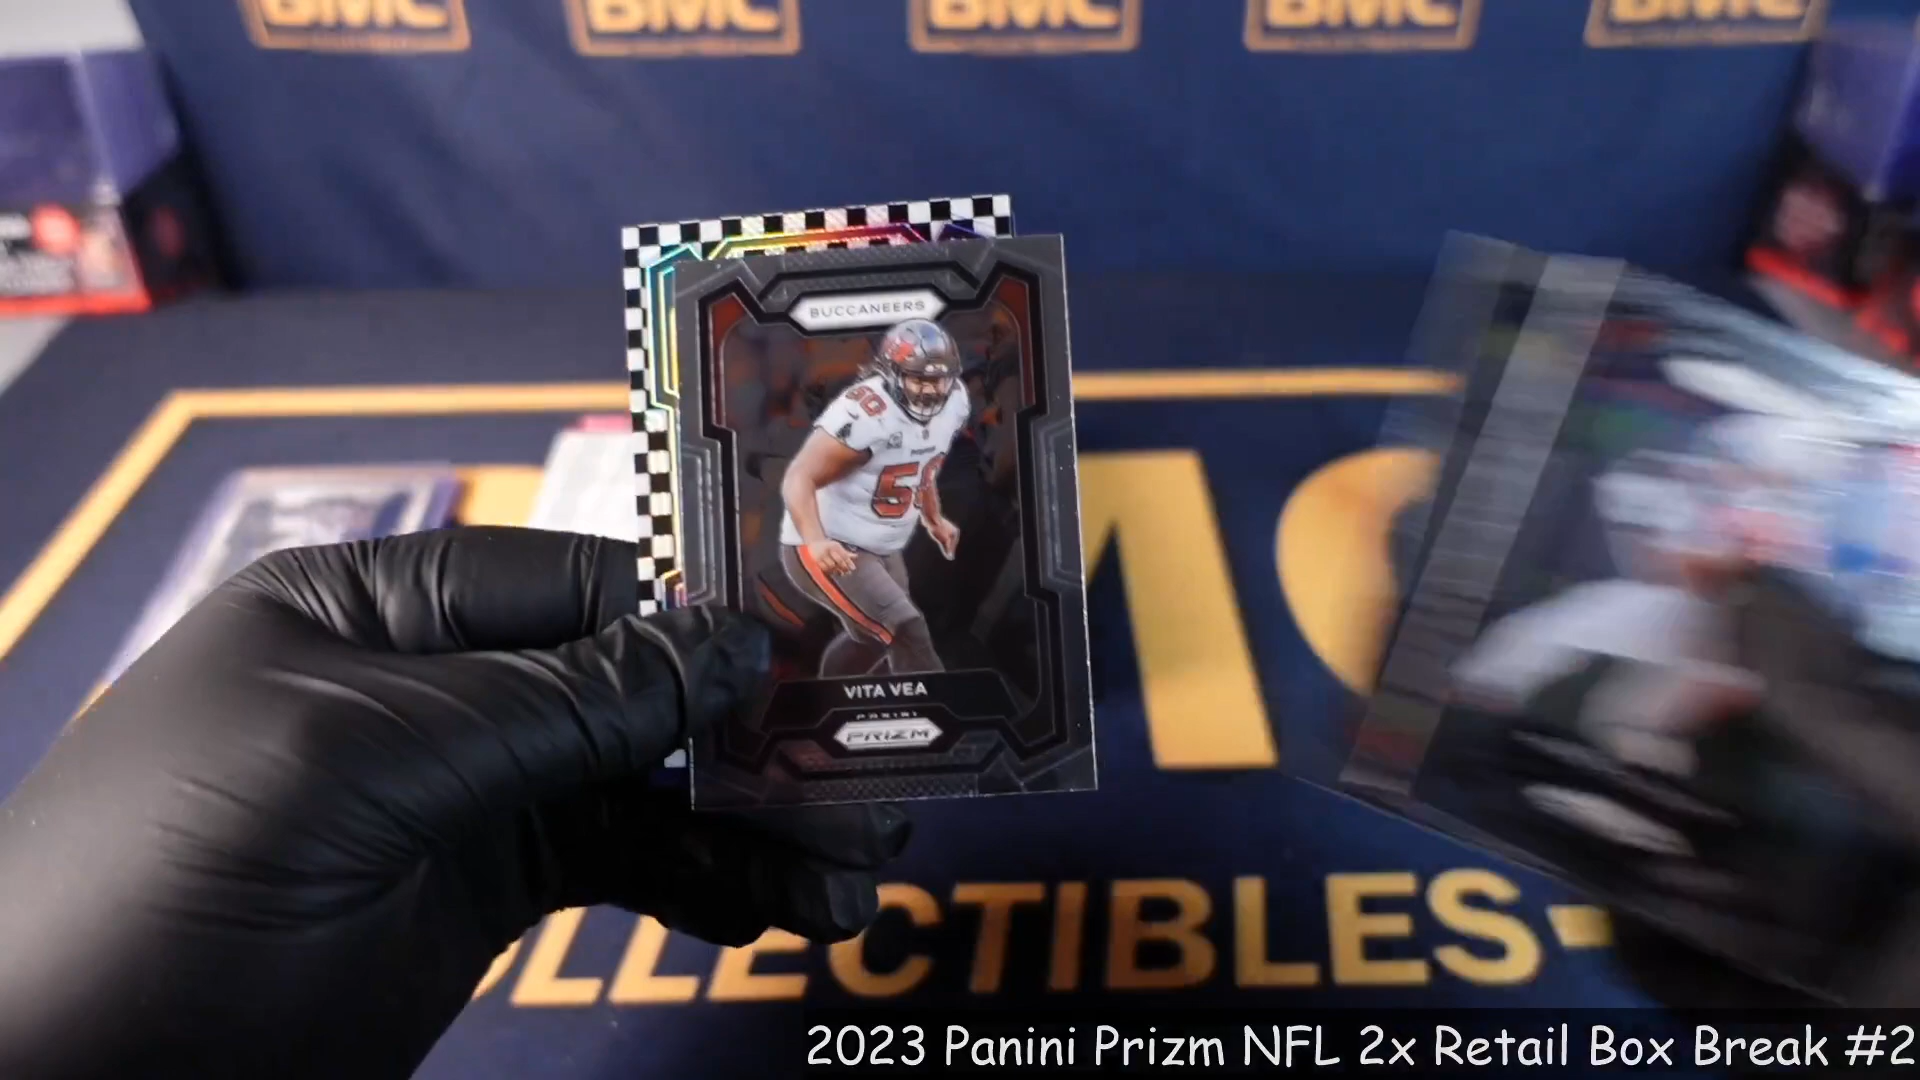 BMC BMC BMC BMC BMC
BUCCANEERS
50
VITA VEA
PANINI
PRIZM
COLLECTIBLES
2023 Panini Prizm NFL 2x Retail Box Break #2